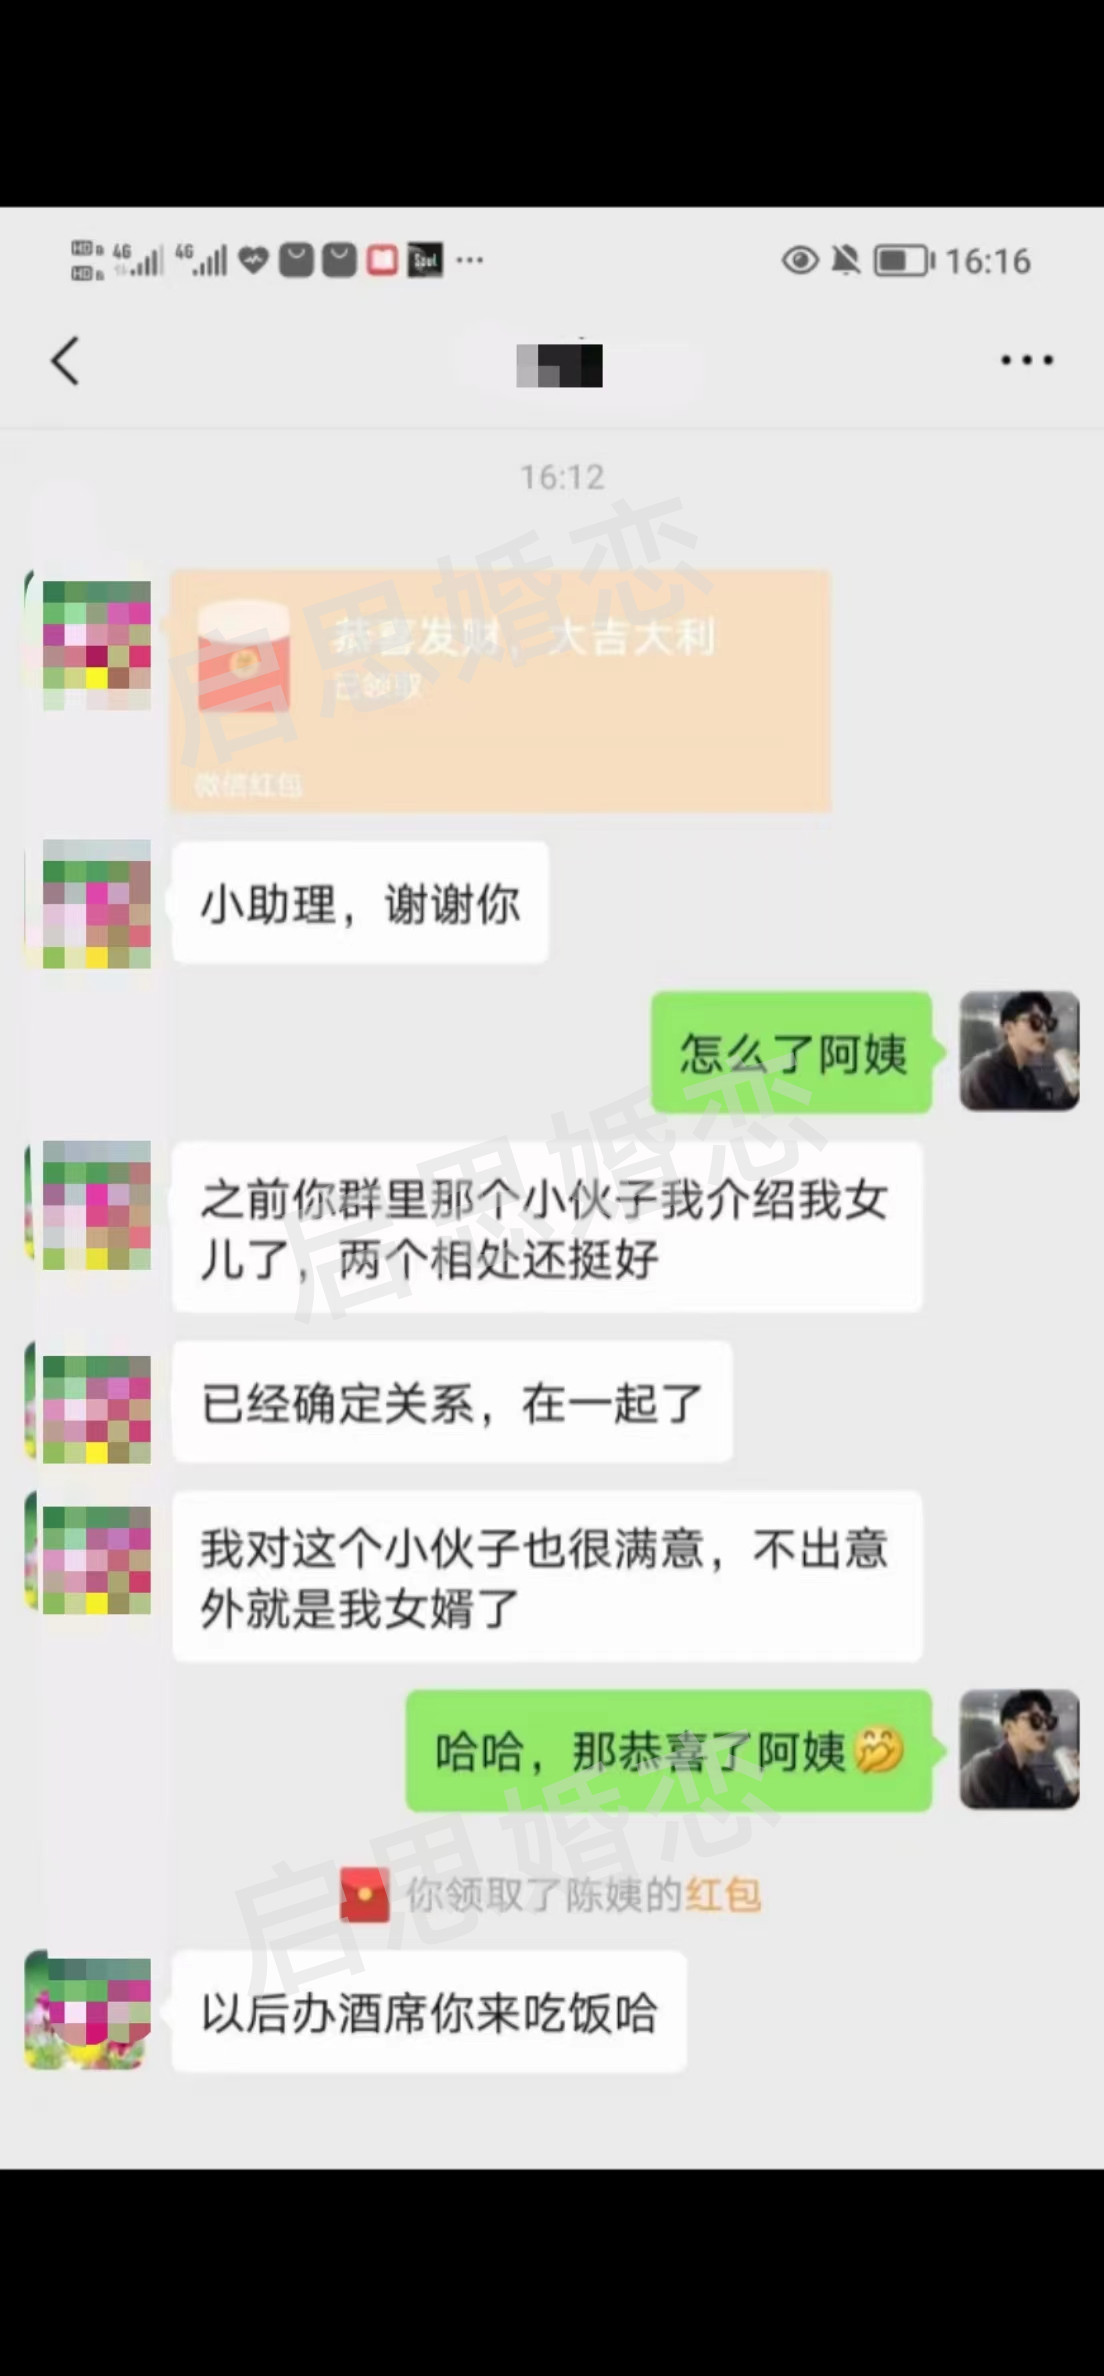 HD 4G 4G Soul 16:16
16:12
恭喜发财，大吉大利
已领取
微信红包
小助理，谢谢你
怎么了阿姨
之前你群里那个小伙子我介绍我女
儿了，两个相处还挺好
已经确定关系，在一起了
我对这个小伙子也很满意，不出意
外就是我女婿了
哈哈，那恭喜了阿姨🤭
你领取了陈姨的红包
以后办酒席你来吃饭哈
启思婚恋
启思婚恋
启思婚恋